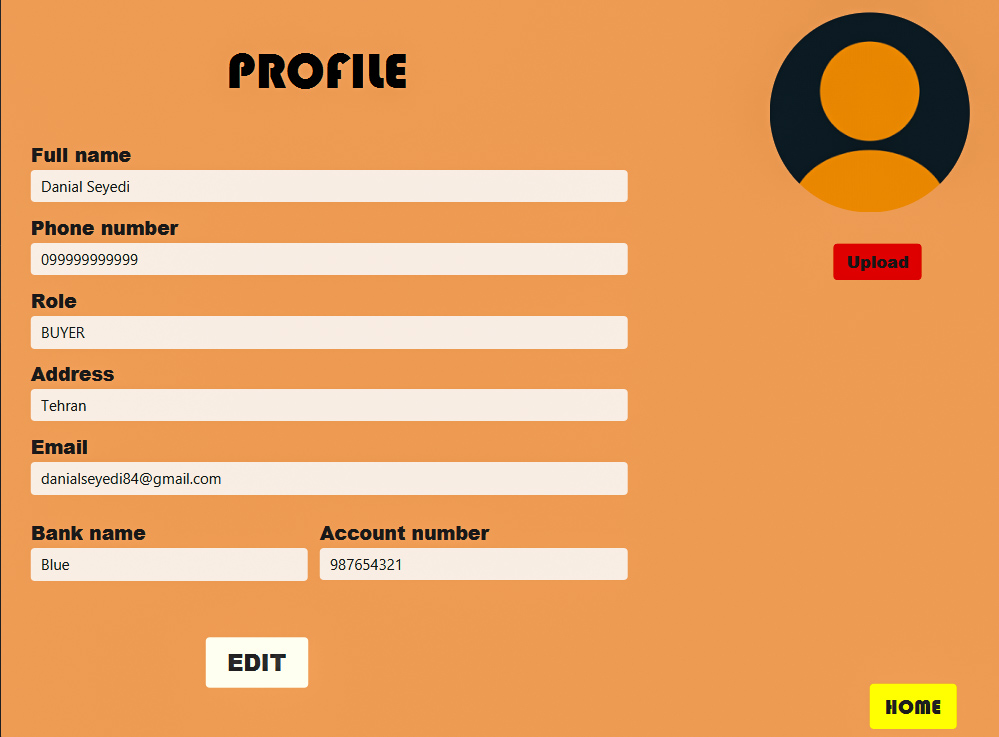 PROFILE
Full name
Danial Seyedi
Phone number
099999999999
Upload
Role
BUYER
Address
Tehran
Email
danialseyedi84@gmail.com
Bank name Account number
Blue 987654321
EDIT
HOME